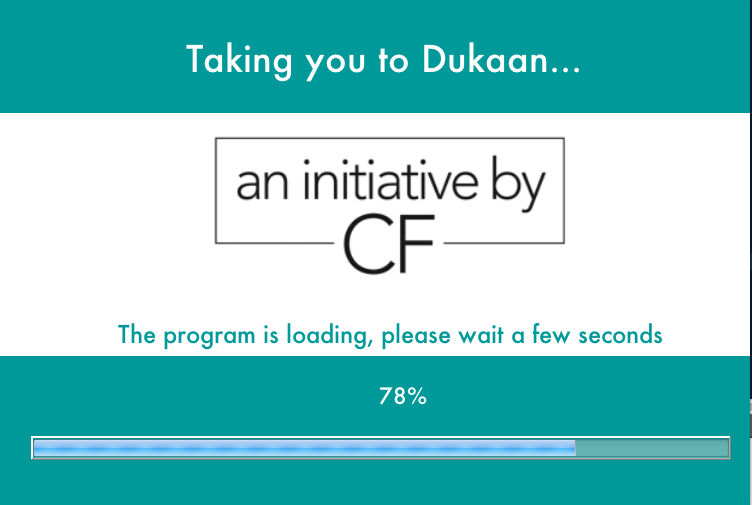 Taking you to Dukaan...
an initiative by
CF
The program is loading, please wait a few seconds
78%